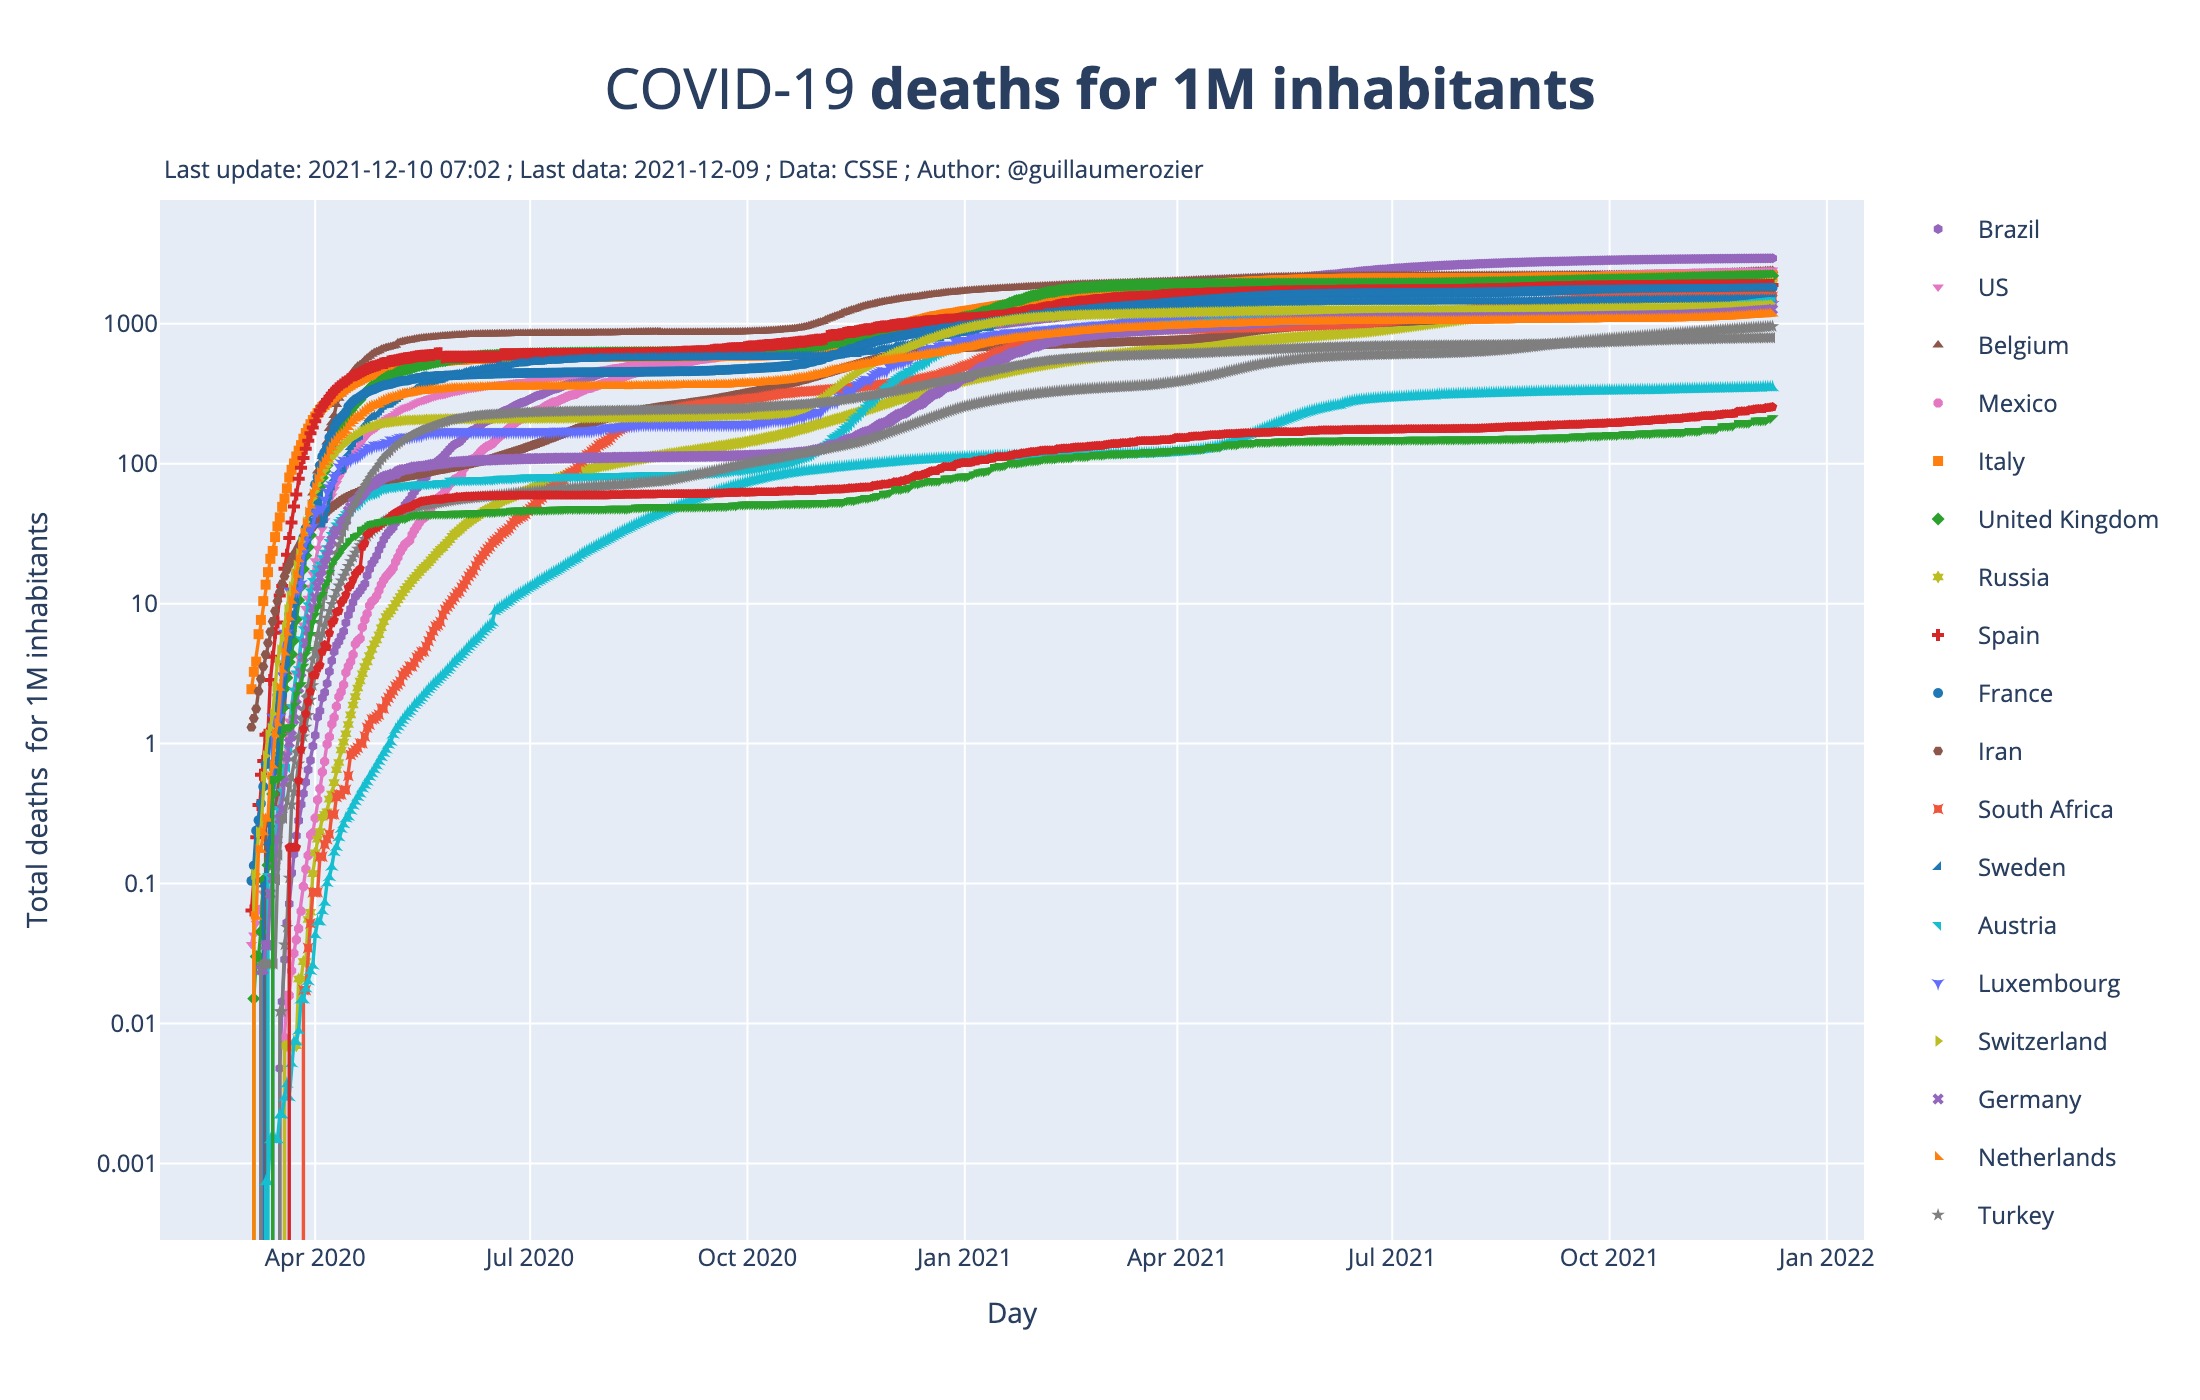 COVID-19 deaths for 1M inhabitants
Last update: 2021-12-10 07:02 ; Last data: 2021-12-09 ; Data: CSSE ; Author: @guillaumerozier
Total deaths for 1M inhabitants
1000
100
10
1
0.1
0.01
0.001
Apr 2020
Jul 2020
Oct 2020
Jan 2021
Apr 2021
Jul 2021
Oct 2021
Jan 2022
Day
Brazil
US
Belgium
Mexico
Italy
United Kingdom
Russia
Spain
France
Iran
South Africa
Sweden
Austria
Luxembourg
Switzerland
Germany
Netherlands
Turkey